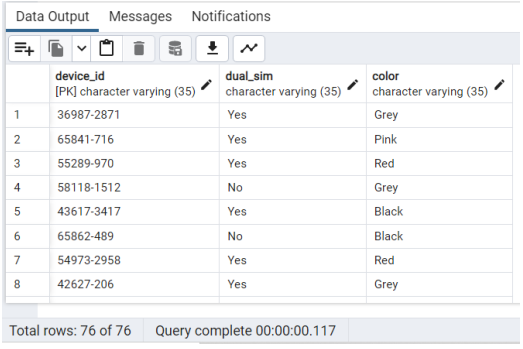 Data Output Messages Notifications
device_id dual_sim color
[PK] character varying (35) character varying (35) character varying (35)
1 36987-2871 Yes Grey
2 65841-716 Yes Pink
3 55289-970 Yes Red
4 58118-1512 No Grey
5 43617-3417 Yes Black
6 65862-489 No Black
7 54973-2958 Yes Red
8 42627-206 Yes Grey
Total rows: 76 of 76 Query complete 00:00:00.117